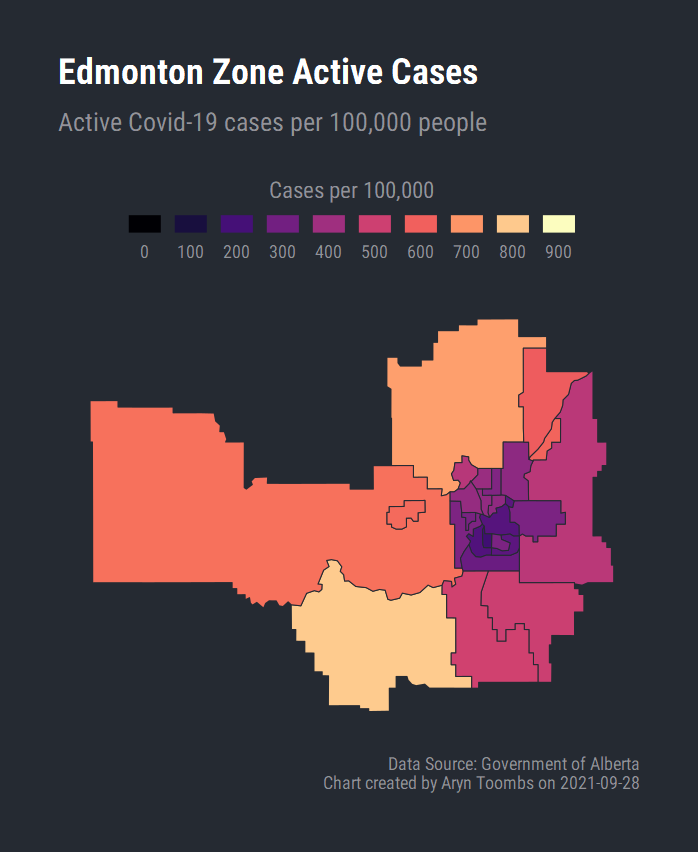 Edmonton Zone Active Cases
Active Covid-19 cases per 100,000 people
Cases per 100,000
0 100 200 300 400 500 600 700 800 900
Data Source: Government of Alberta
Chart created by Aryn Toombs on 2021-09-28